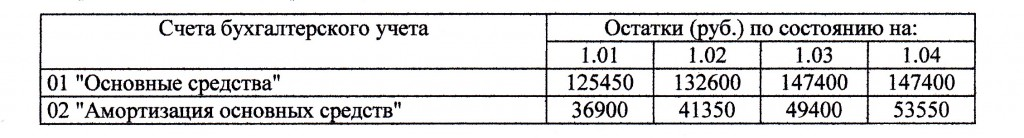 Счета бухгалтерского учета Остатки (руб.) по состоянию на:
1.01 1.02 1.03 1.04
01 "Основные средства" 125450 132600 147400 147400
02 "Амортизация основных средств" 36900 41350 49400 53550